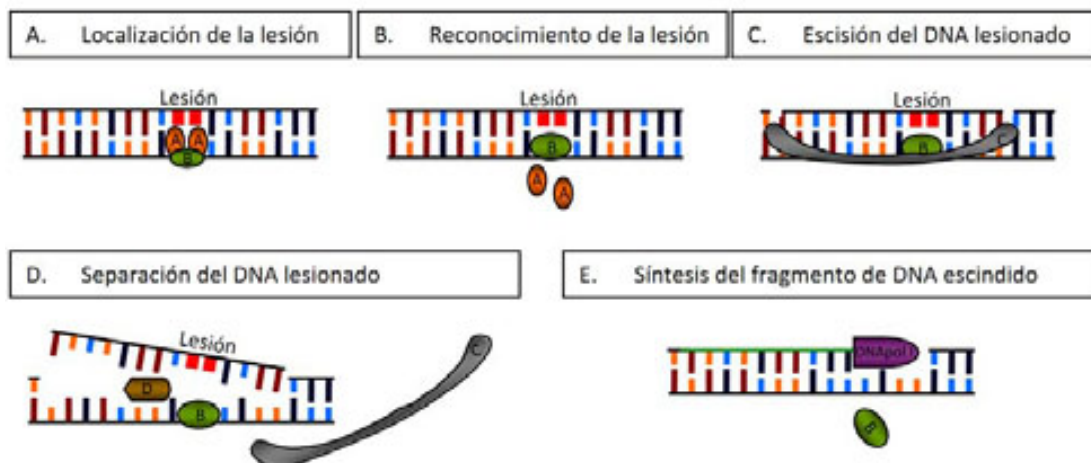 A. Localización de la lesión
B. Reconocimiento de la lesión
C. Escisión del DNA lesionado
Lesión
A A
B
Lesión
B
A
A
Lesión
B
C
D. Separación del DNA lesionado
E. Síntesis del fragmento de DNA escindido
Lesión
D
B
C
DNApol I
B